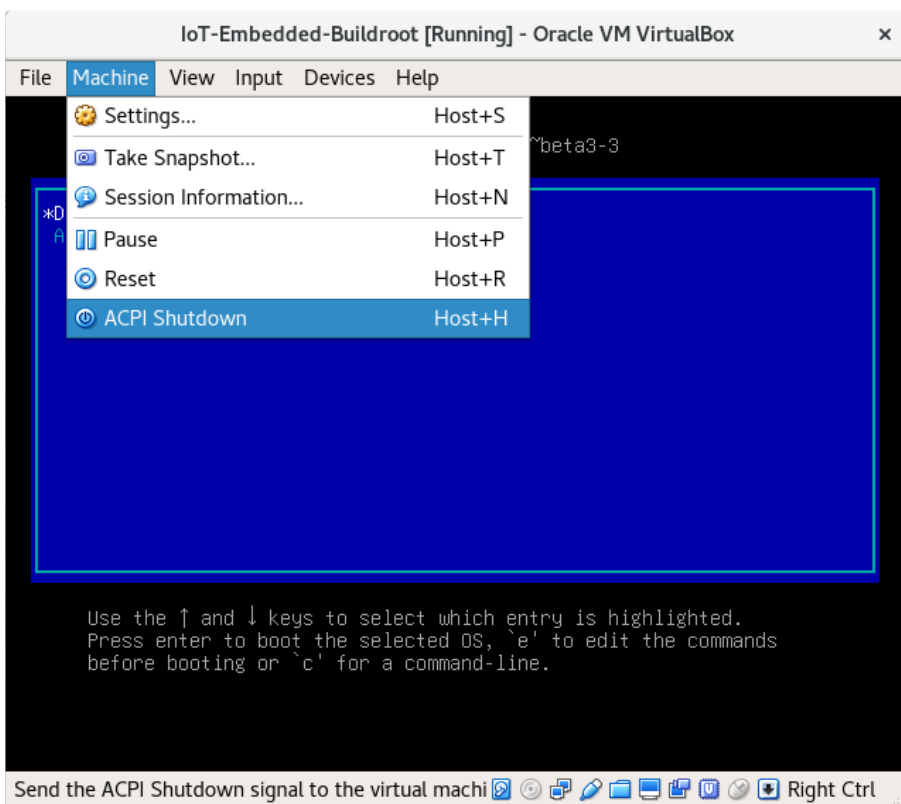 IoT-Embedded-Buildroot [Running] - Oracle VM VirtualBox ×
File Machine View Input Devices Help
Settings... Host+S
~beta3-3
Take Snapshot... Host+T
Session Information... Host+N
*D
Pause Host+P
A
Reset Host+R
ACPI Shutdown Host+H
Use the ↑ and ↓ keys to select which entry is highlighted.
Press enter to boot the selected OS, `e' to edit the commands
before booting or `c' for a command-line.
Send the ACPI Shutdown signal to the virtual machi Right Ctrl